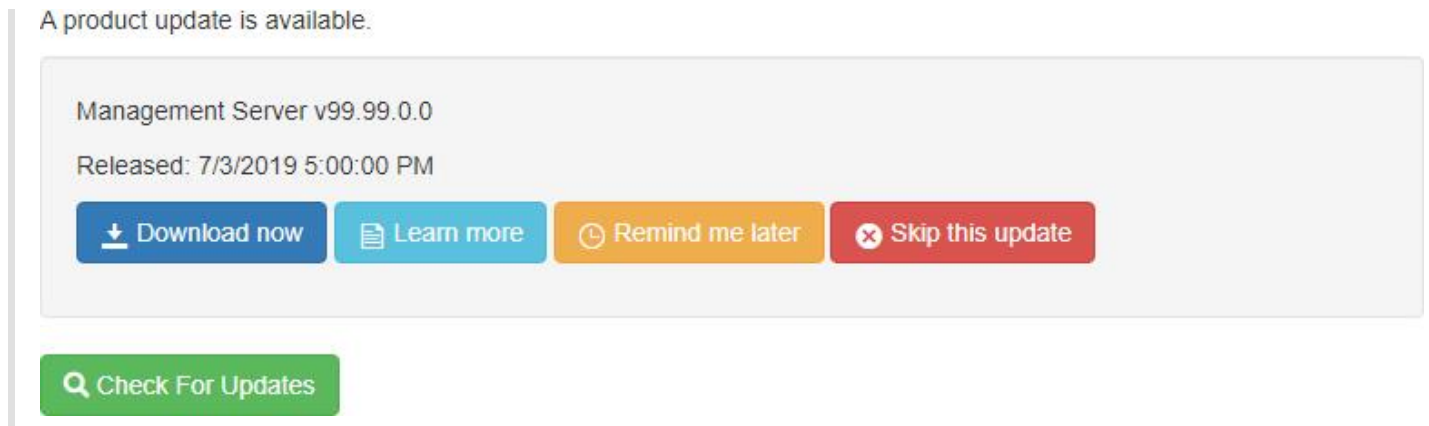 A product update is available.
Management Server v99.99.0.0
Released: 7/3/2019 5:00:00 PM
Download now Learn more Remind me later Skip this update
Check For Updates